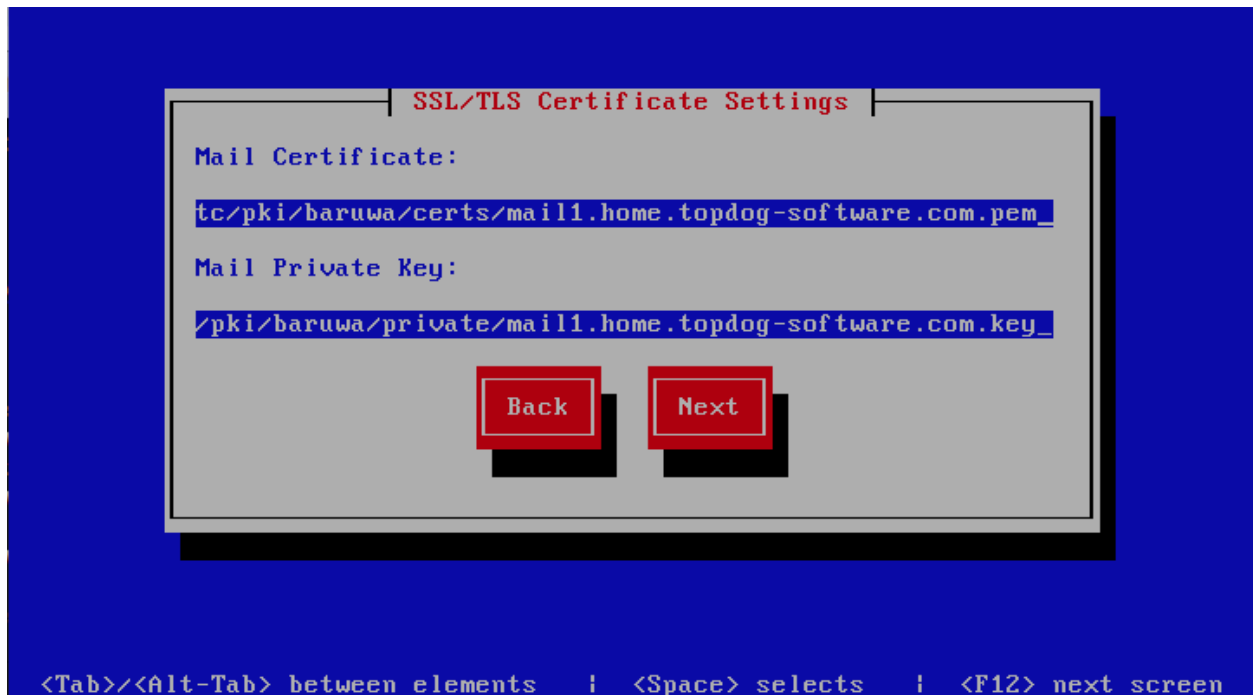 SSL/TLS Certificate Settings
Mail Certificate:
tc/pki/baruwa/certs/mail1.home.topdog-software.com.pem_
Mail Private Key:
/pki/baruwa/private/mail1.home.topdog-software.com.key_
Back Next
<Tab>/<Alt-Tab> between elements | <Space> selects | <F12> next screen